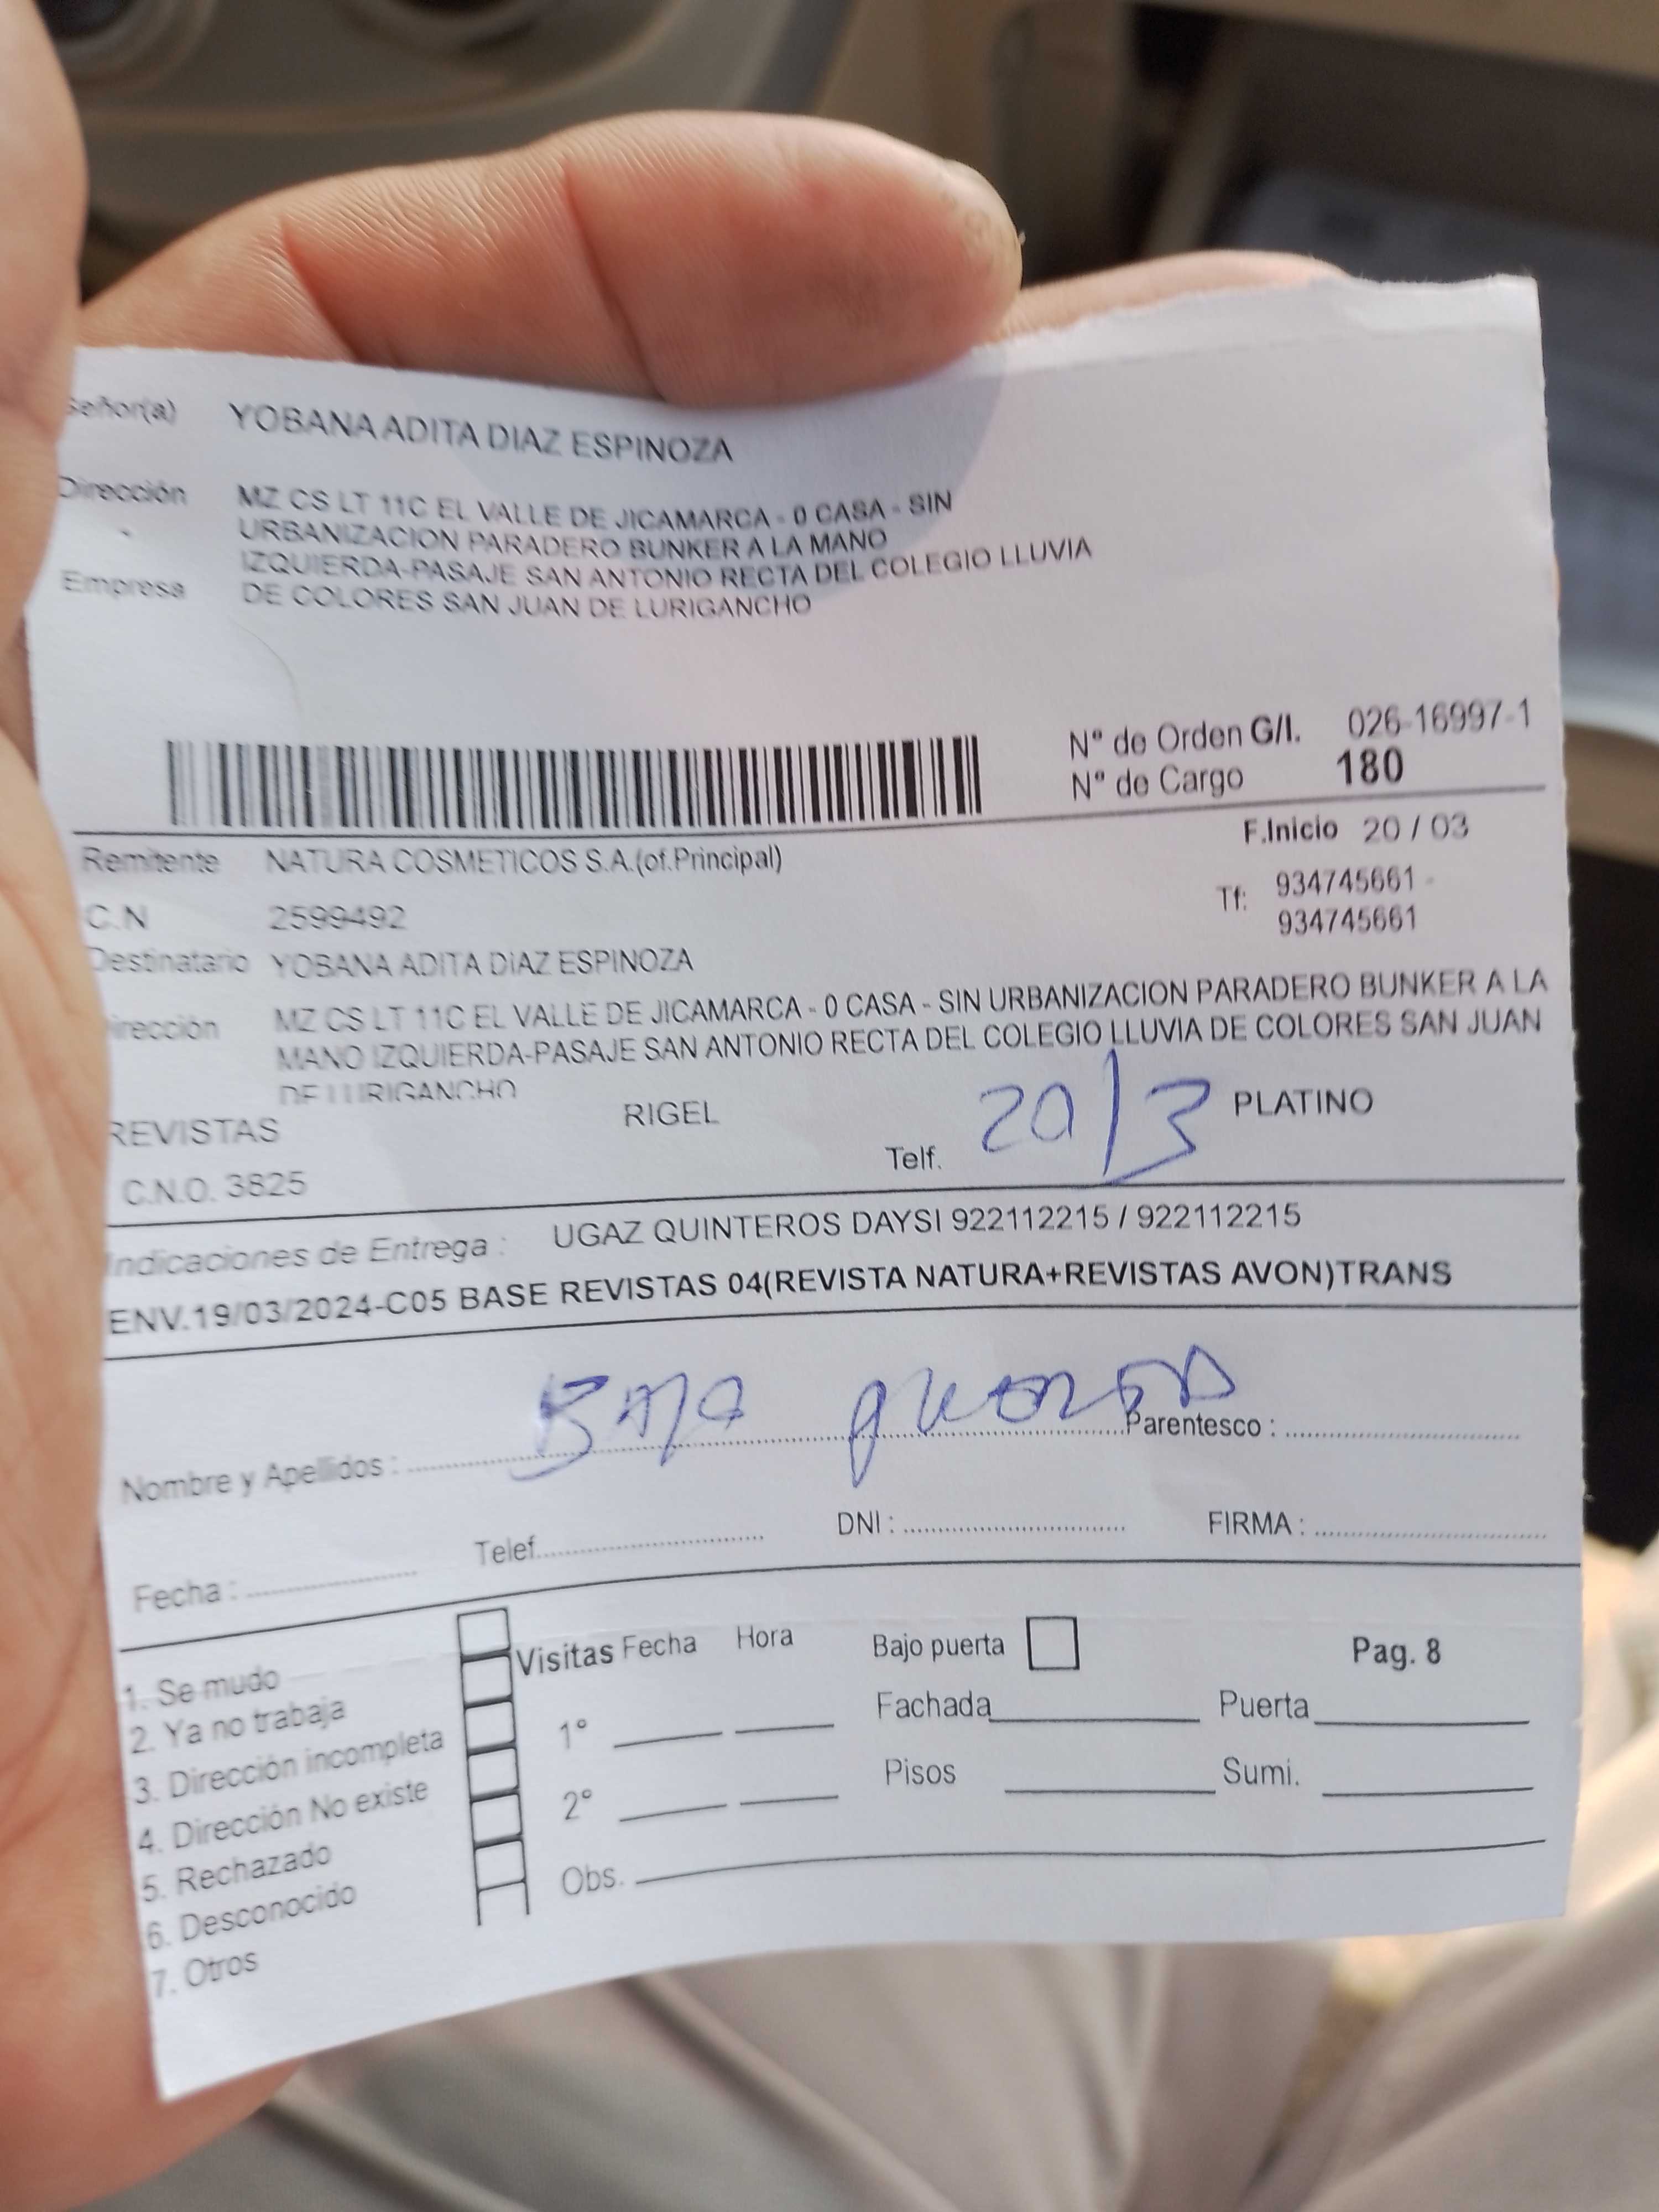 Señor(a) YOBANA ADITA DIAZ ESPINOZA
Dirección MZ CS LT 11C EL VALLE DE JICAMARCA - 0 CASA - SIN
- URBANIZACION PARADERO BUNKER A LA MANO
IZQUIERDA-PASAJE SAN ANTONIO RECTA DEL COLEGIO LLUVIA
Empresa DE COLORES SAN JUAN DE LURIGANCHO
Nº de Orden G/I. 026-16997-1
Nº de Cargo 180
F.Inicio 20 / 03
Remitente NATURA COSMETICOS S.A.(of.Principal)
Tf: 934745661 -
934745661
C.N 2599492
Destinatario YOBANA ADITA DIAZ ESPINOZA
irección MZ CS LT 11C EL VALLE DE JICAMARCA - 0 CASA - SIN URBANIZACION PARADERO BUNKER A LA
MANO IZQUIERDA-PASAJE SAN ANTONIO RECTA DEL COLEGIO LLUVIA DE COLORES SAN JUAN
DE LURIGANCHO
REVISTAS RIGEL 20/3 PLATINO
C.N.O. 3825 Telf.
Indicaciones de Entrega : UGAZ QUINTEROS DAYSI 922112215 / 922112215
ENV.19/03/2024-C05 BASE REVISTAS 04(REVISTA NATURA+REVISTAS AVON)TRANS
Nombre y Apellidos : Parentesco :
Fecha : Telef. DNI : FIRMA :
1. Se mudo
2. Ya no trabaja
3. Dirección incompleta
4. Dirección No existe
5. Rechazado
6. Desconocido
7. Otros
Visitas Fecha Hora
1º
2º
Obs.
Bajo puerta Pag. 8
Fachada Puerta
Pisos Sumi.